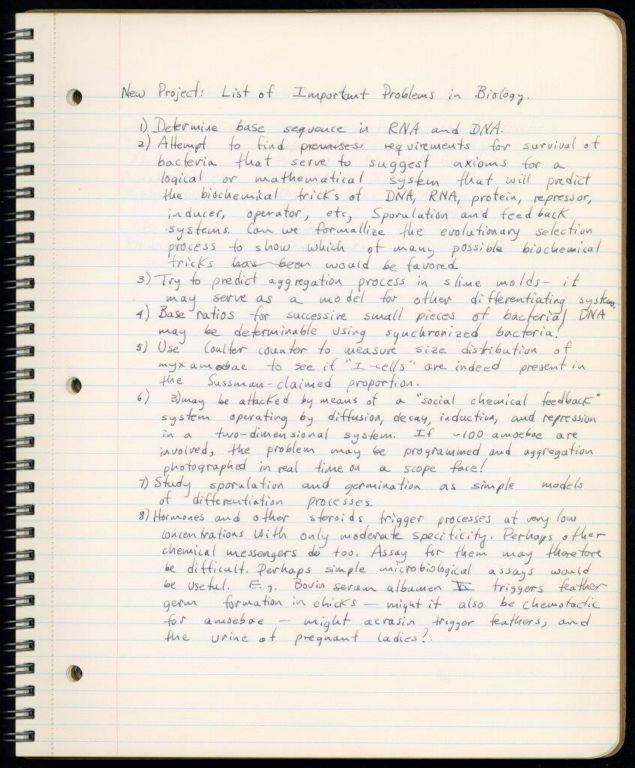 New Project: List of Important Problems in Biology.
1) Determine base sequence in RNA and DNA.
2) Attempt to find premises requirements for survival of
bacteria that serve to suggest axioms for a
logical or mathematical system that will predict
the biochemical tricks of DNA, RNA, protein, repressor,
inducer, operator, etc, Sporulation and feedback
systems. Can we formallize the evolutionary selection
process to show which of many possible biochemical
tricks has been would be favored
3) Try to predict aggregation process in slime molds - it
may serve as a model for other differentiating system.
4) Base ratios for successive small pieces of bacterial DNA
may be determinable using synchronized bacteria!
5) Use Coulter counter to measure size distribution of
myxamoebae to see if "I-cells" are indeed present in
the Sussman-claimed proportion.
6) 3) may be attacked by means of a "social chemical feedback"
system operating by diffusion, decay, induction, and repression
in a two-dimensional system. If ~100 amoebae are
involved, the problem may be programmed and aggregation
photographed in real time on a scope face!
7) Study sporulation and germination as simple models
of differentiation processes.
8) Hormones and other steroids trigger processes at very low
concentrations with only moderate specificity. Perhaps other
chemical messengers do too. Assay for them may therefore
be difficult. Perhaps simple microbiological assays would
be useful. E.g. Bovin serum albumen triggers feather
germ formation in chicks - might it also be chemotactic
for amoebae - might acrasin trigger feathers, and
the urine of pregnant ladies?.